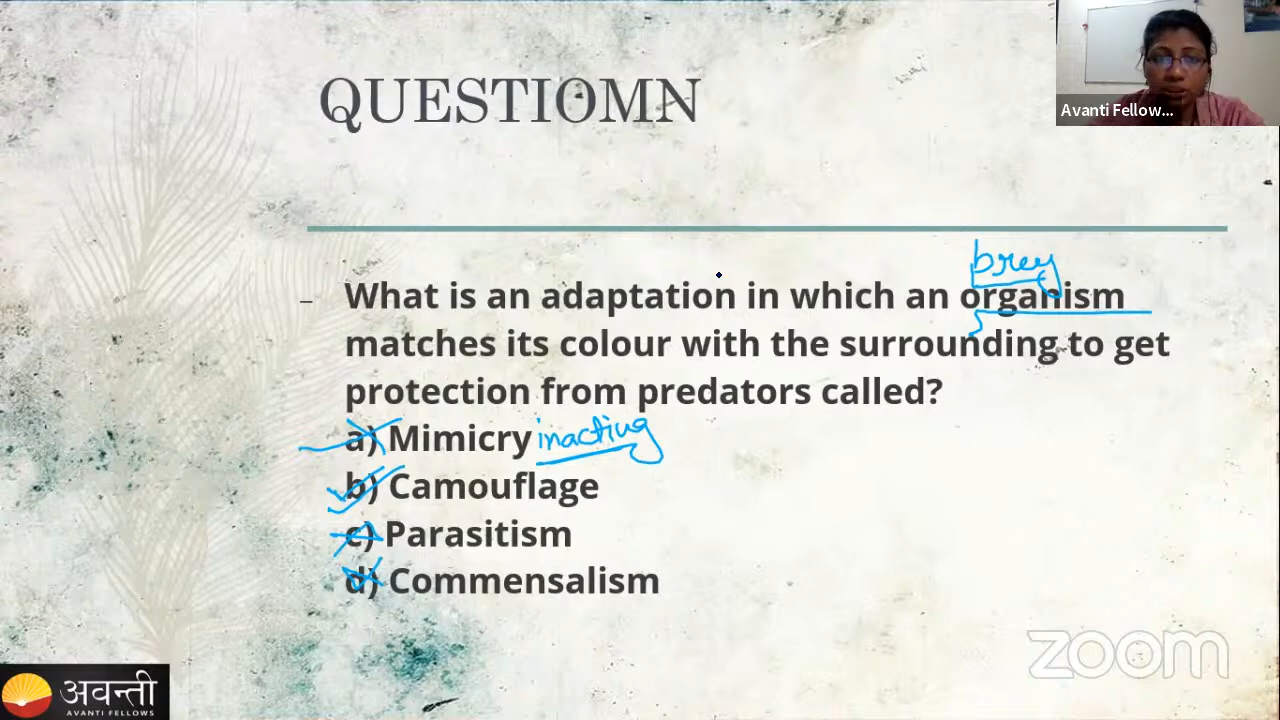 QUESTIOMN
Avanti Fellow...
brey
– What is an adaptation in which an organism
matches its colour with the surrounding to get
protection from predators called?
a) Mimicry inacting
b) Camouflage
c) Parasitism
d) Commensalism
zoom
अवन्ती
AVANTI FELLOWS